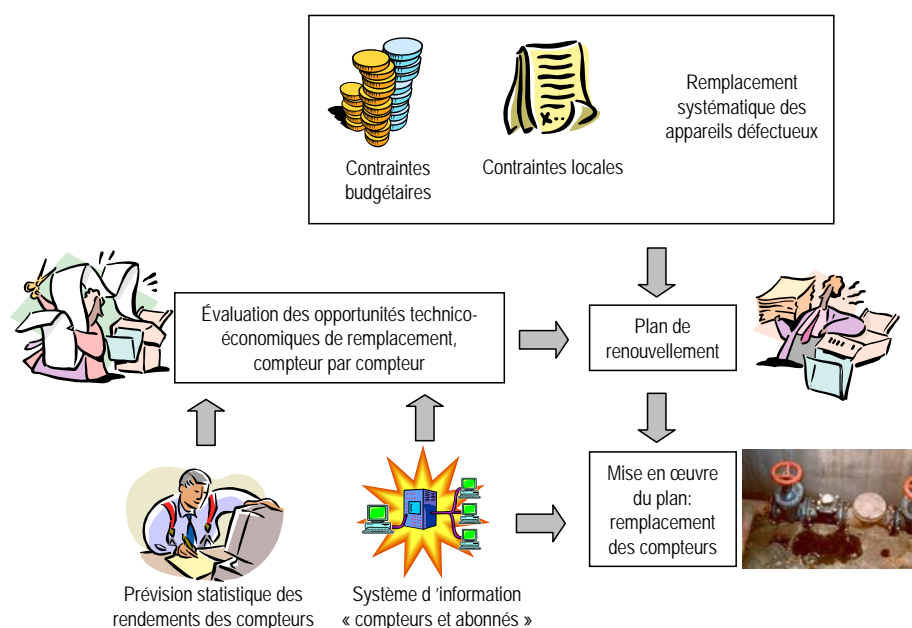 Contraintes
budgétaires
Contraintes locales
Remplacement
systématique des
appareils défectueux
Évaluation des opportunités technico-
économiques de remplacement,
compteur par compteur
Plan de
renouvellement
Mise en œuvre
du plan:
remplacement
des compteurs
Prévision statistique des
rendements des compteurs
Système d 'information
« compteurs et abonnés »